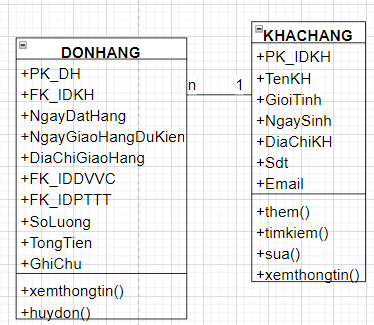 DONHANG
+PK_DH
+FK_IDKH
+NgayDatHang
+NgayGiaoHangDuKien
+DiaChiGiaoHang
+FK_IDDVVC
+FK_IDPTTT
+SoLuong
+TongTien
+GhiChu
+xemthongtin()
+huydon()
n
1
KHACHANG
+PK_IDKH
+TenKH
+GioiTinh
+NgaySinh
+DiaChiKH
+Sdt
+Email
+them()
+timkiem()
+sua()
+xemthongtin()